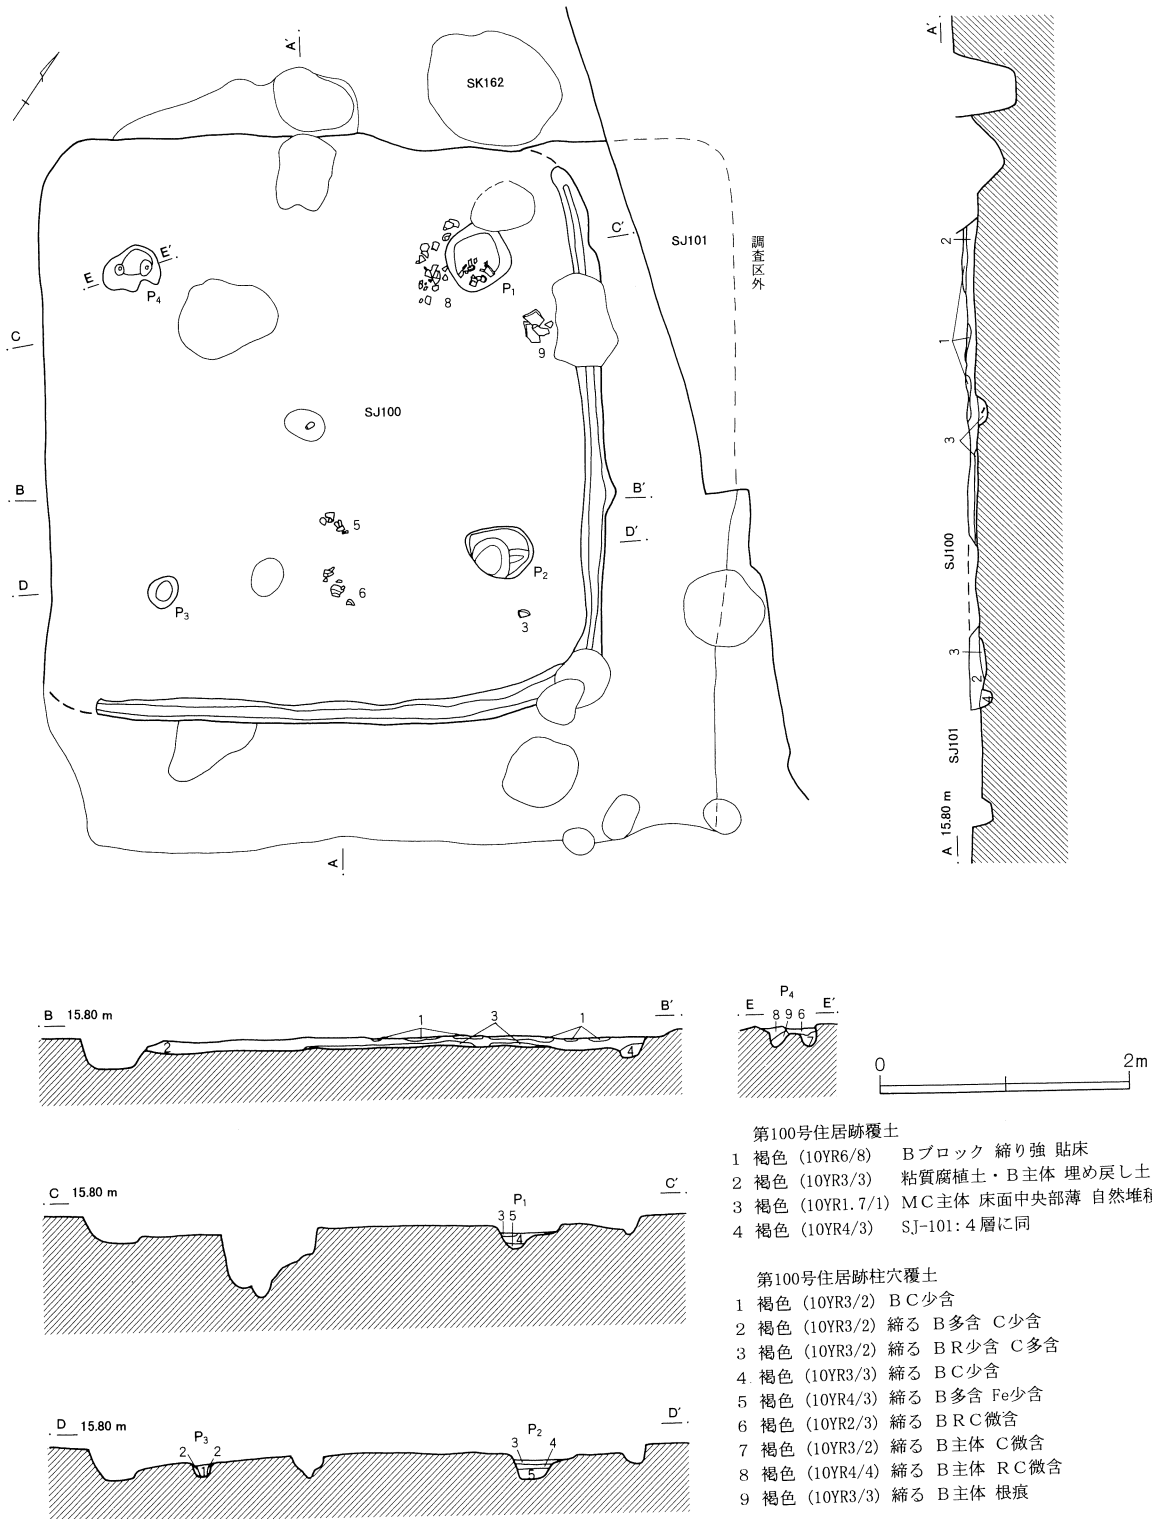 A′
SK162
A′
C′
SJ101
調査区外
E
E′
P4
8
P1
9
2
1
3
C
SJ100
B
B′
5
D′
SJ100
D
P2
6
P3
3
3
2
4
SJ101
A
A 15.80 m
B 15.80 m
1 3 1
B′
2
4
P4
E E′
8 9 6
7
0 2m
C 15.80 m
P1
C′
3 5
4
D 15.80 m
P3
2 2
1
P2
3 4
5
D′
第100号住居跡覆土
1 褐色 (10YR6/8) Bブロック 締り強 貼床
2 褐色 (10YR3/3) 粘質腐植土・B主体 埋め戻し土
3 褐色 (10YR1.7/1) MC主体 床面中央部薄 自然堆積
4 褐色 (10YR4/3) SJ-101:4層に同
第100号住居跡柱穴覆土
1 褐色 (10YR3/2) BC少含
2 褐色 (10YR3/2) 締る B多含 C少含
3 褐色 (10YR3/2) 締る BR少含 C多含
4 褐色 (10YR3/3) 締る BC少含
5 褐色 (10YR4/3) 締る B多含 Fe少含
6 褐色 (10YR2/3) 締る BRC微含
7 褐色 (10YR3/2) 締る B主体 C微含
8 褐色 (10YR4/4) 締る B主体 RC微含
9 褐色 (10YR3/3) 締る B主体 根痕